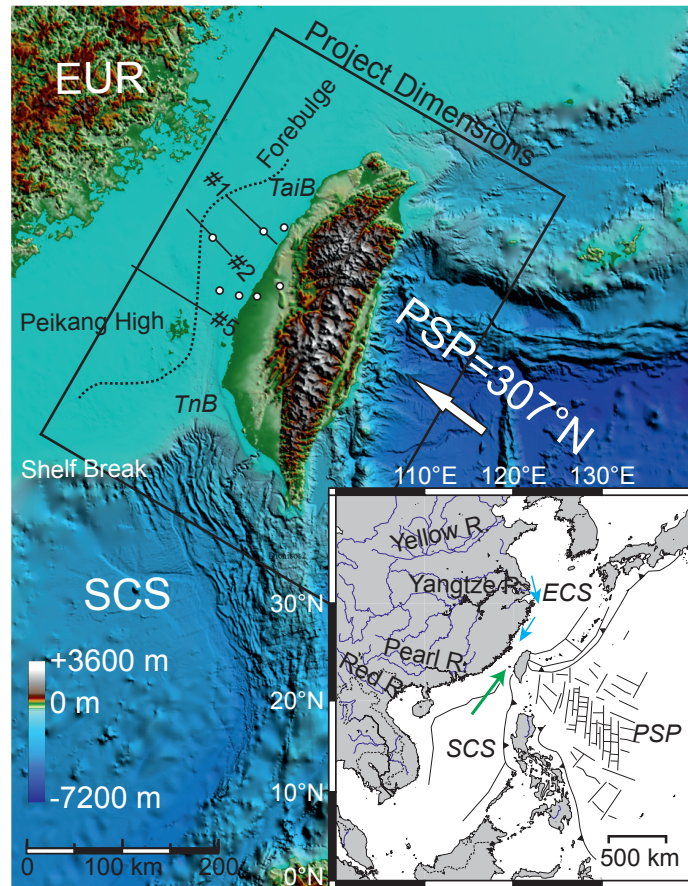 EUR
Project Dimensions
Forebulge
#1
TaiB
#2
#5
Peikang High
PSP=307°N
TnB
Shelf Break
SCS
+3600 m
0 m
-7200 m
0 100 km 200
110°E 120°E 130°E
Yellow R.
Yangtze R.
ECS
30°N
Pearl R.
Red R.
20°N
SCS
PSP
10°N
500 km
0°N